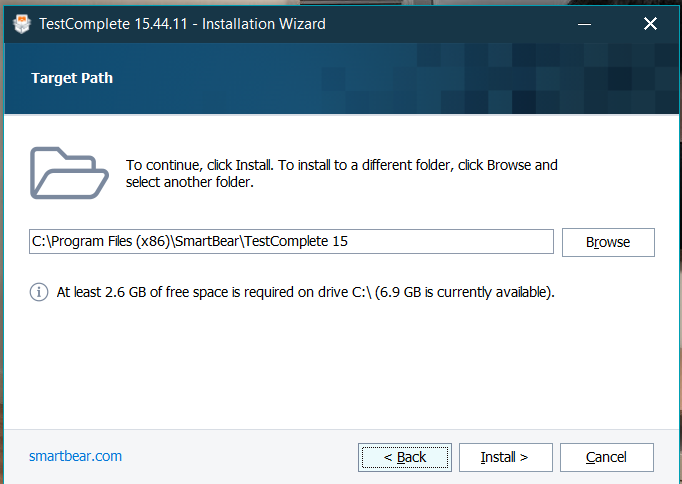 TestComplete 15.44.11 - Installation Wizard
Target Path
To continue, click Install. To install to a different folder, click Browse and
select another folder.
C:\Program Files (x86)\SmartBear\TestComplete 15
Browse
At least 2.6 GB of free space is required on drive C:\ (6.9 GB is currently available).
smartbear.com
< Back
Install >
Cancel